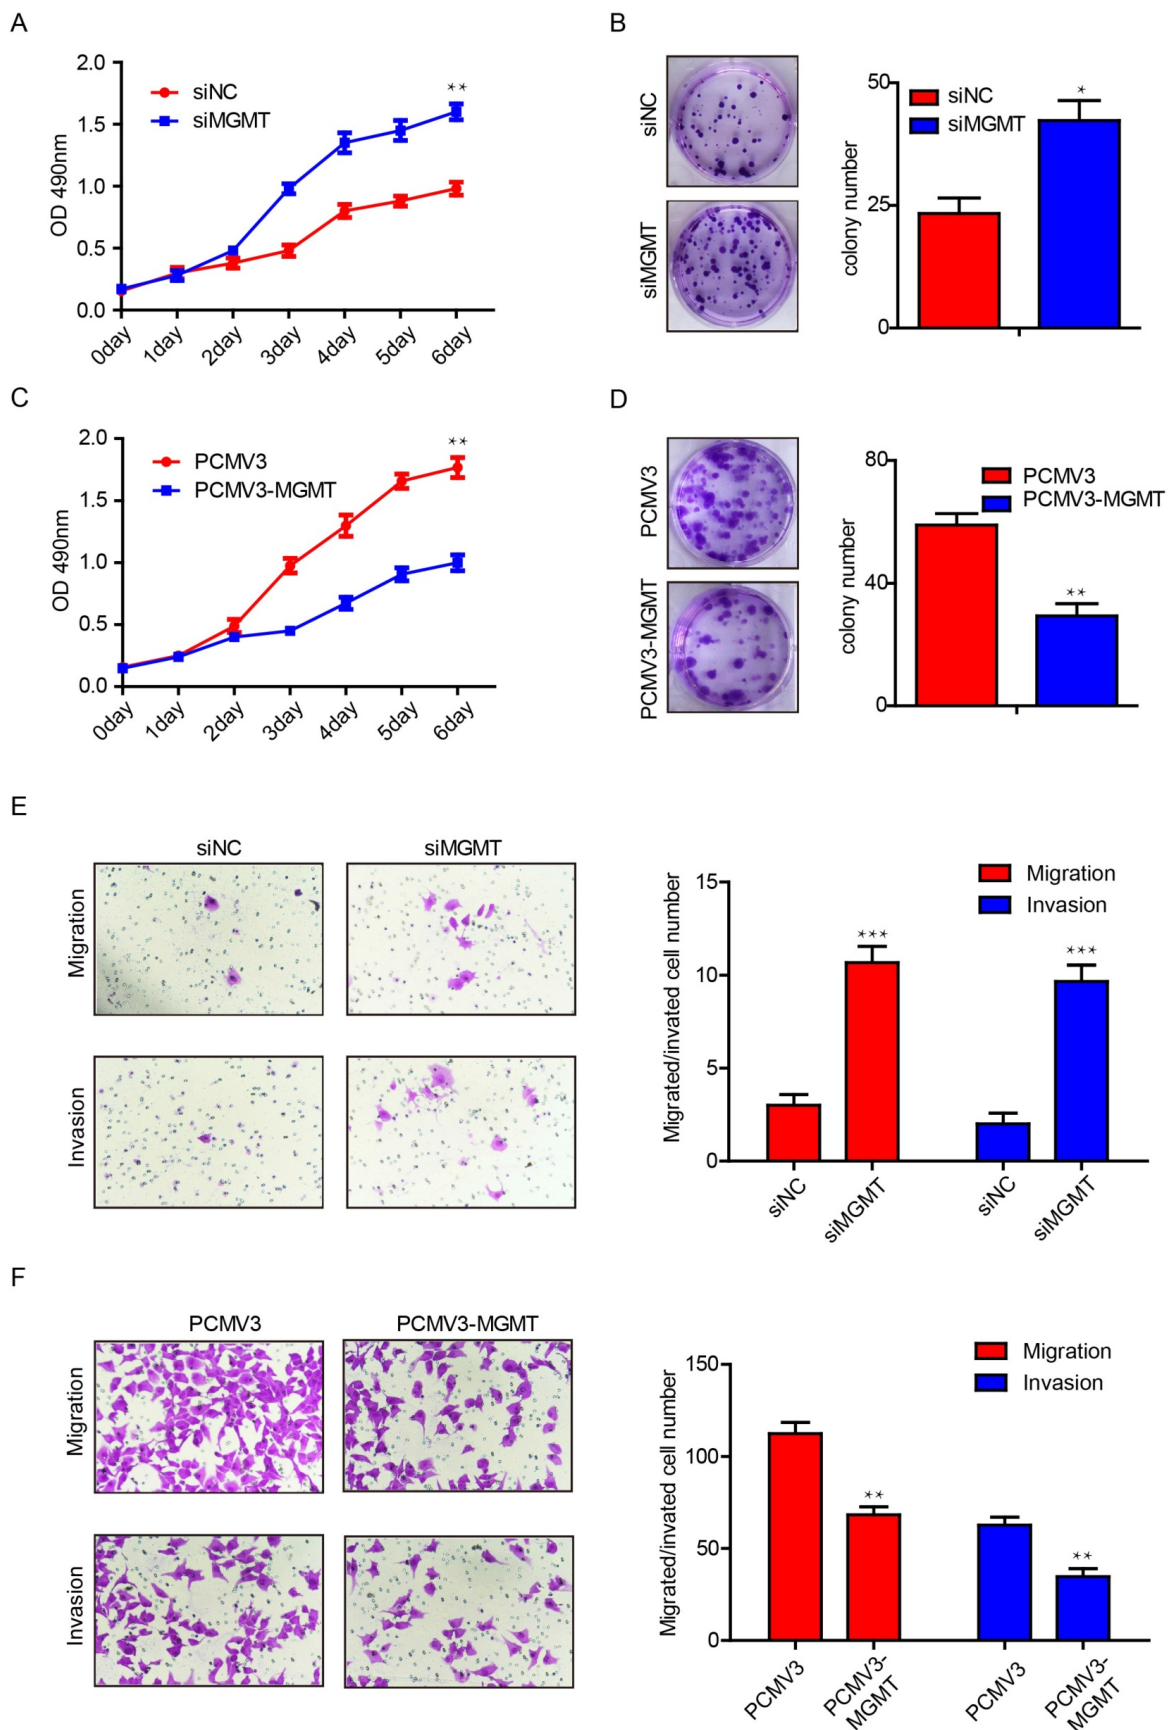 A
2.0
1.5
1.0
0.5
0.0
OD 490nm
siNC
siMGMT
**
0day
1day
2day
3day
4day
5day
6day
B
siNC
siMGMT
50
25
0
colony number
siNC
siMGMT
*
C
2.0
1.5
1.0
0.5
0.0
OD 490nm
PCMV3
PCMV3-MGMT
**
0day
1day
2day
3day
4day
5day
6day
D
PCMV3
PCMV3-MGMT
80
40
0
colony number
PCMV3
PCMV3-MGMT
**
E
siNC
siMGMT
Migration
Invasion
15
10
5
0
Migrated/invated cell number
Migration
Invasion
***
***
siNC
siMGMT
siNC
siMGMT
F
PCMV3
PCMV3-MGMT
Migration
Invasion
150
100
50
0
Migrated/invated cell number
Migration
Invasion
**
**
PCMV3
PCMV3-
MGMT
PCMV3
PCMV3-
MGMT